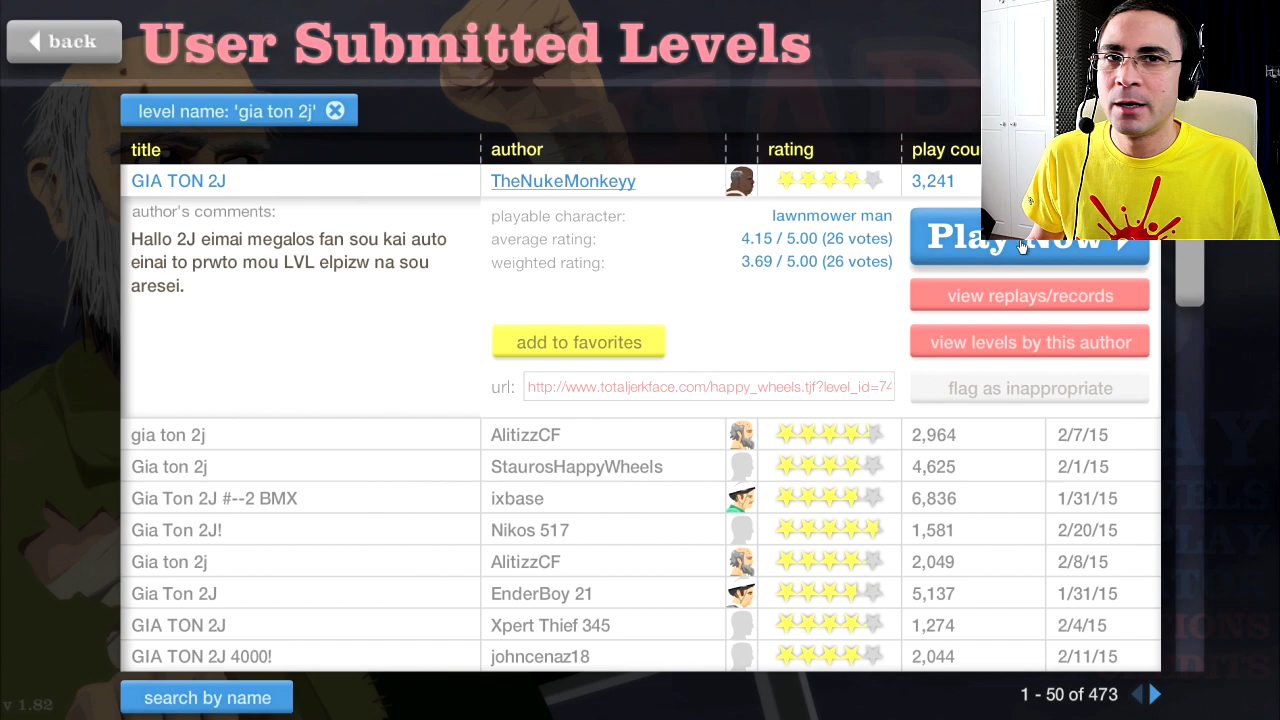 back
User Submitted Levels
level name: 'gia ton 2j'
title author rating play cou
GIA TON 2J TheNukeMonkeyy 3,241
author's comments:
Hallo 2J eimai megalos fan sou kai auto
einai to prwto mou LVL elpizw na sou
aresei.
playable character: lawnmower man
average rating: 4.15 / 5.00 (26 votes)
weighted rating: 3.69 / 5.00 (26 votes)
add to favorites
url: http://www.totaljerkface.com/happy_wheels.tjf?level_id=74
Play Now
view replays/records
view levels by this author
flag as inappropriate
gia ton 2j AlitizzCF 2,964 2/7/15
Gia ton 2j StaurosHappyWheels 4,625 2/1/15
Gia Ton 2J #--2 BMX ixbase 6,836 1/31/15
Gia Ton 2J! Nikos 517 1,581 2/20/15
Gia ton 2j AlitizzCF 2,049 2/8/15
Gia Ton 2J EnderBoy 21 5,137 1/31/15
GIA TON 2J Xpert Thief 345 1,274 2/4/15
GIA TON 2J 4000! johncenaz18 2,044 2/11/15
search by name
1 - 50 of 473
v 1.82